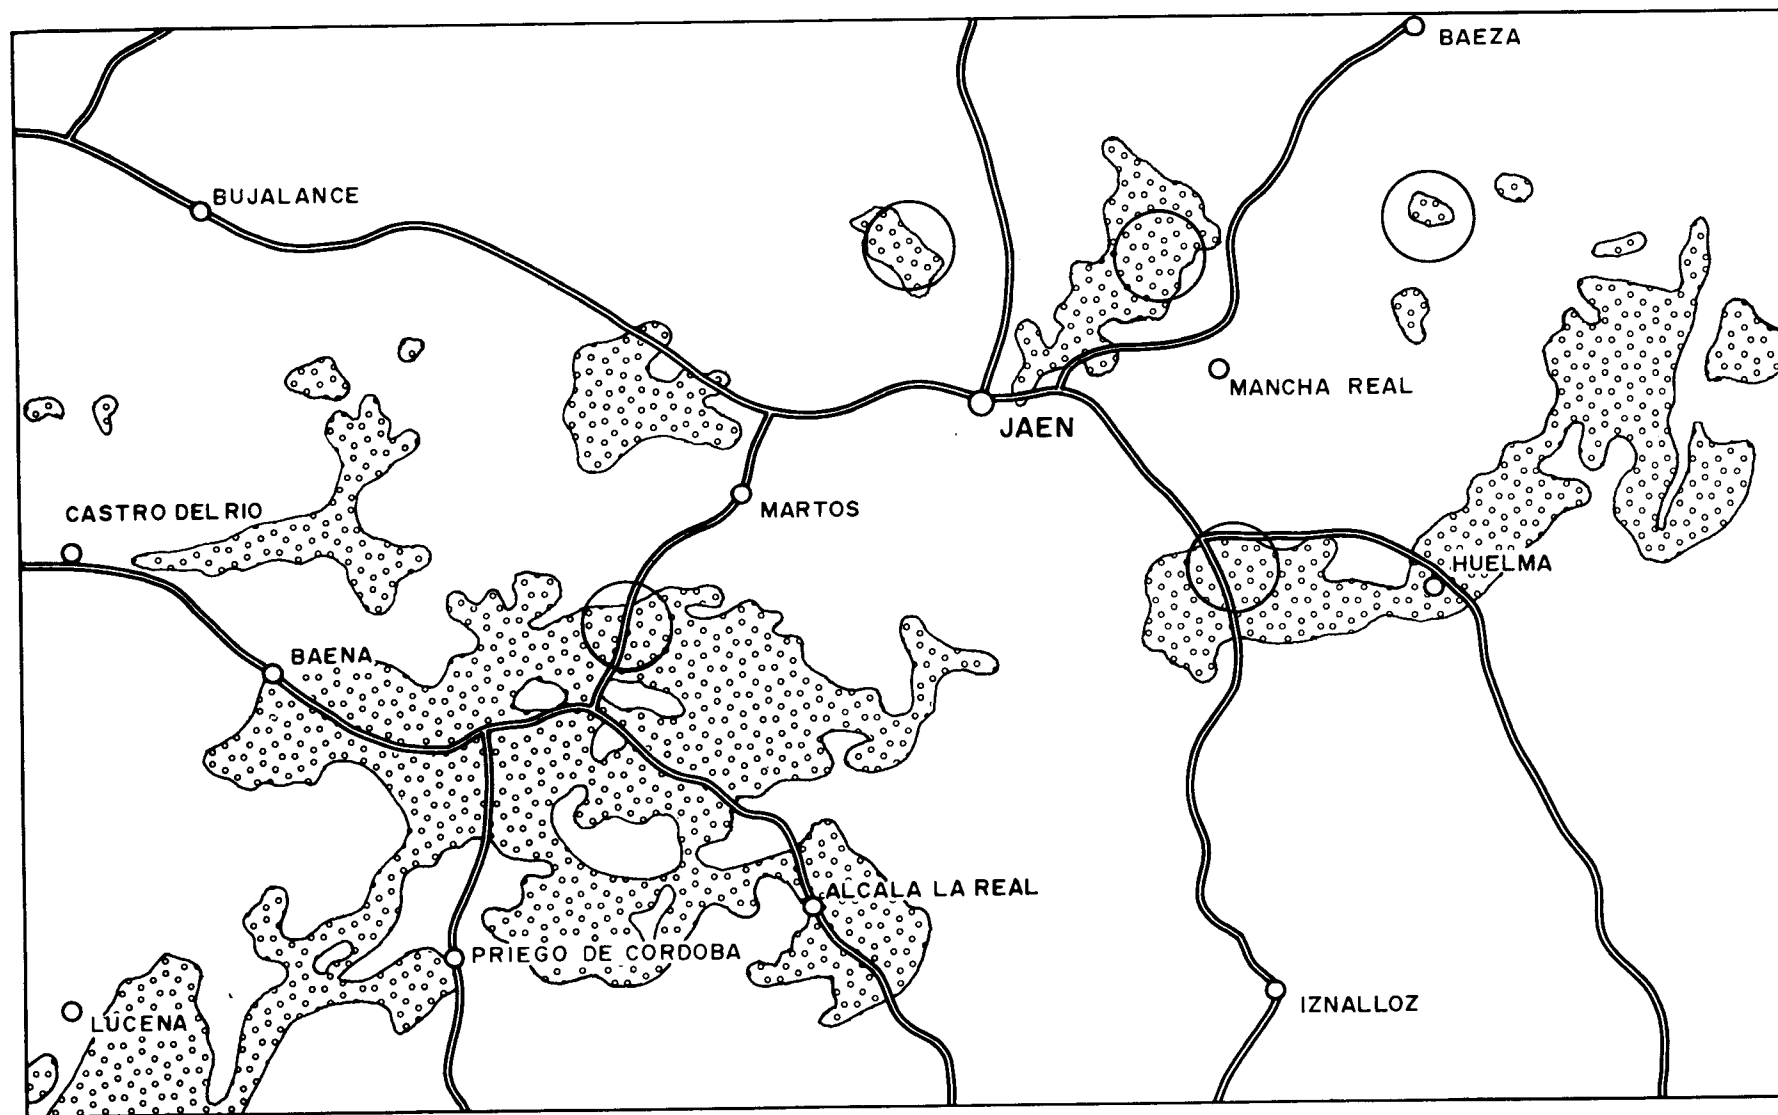 BAEZA
BUJALANCE
MANCHA REAL
JAEN
CASTRO DEL RIO
MARTOS
HUELMA
BAENA
ALCALA LA REAL
PRIEGO DE CORDOBA
IZNALLOZ
LUCENA